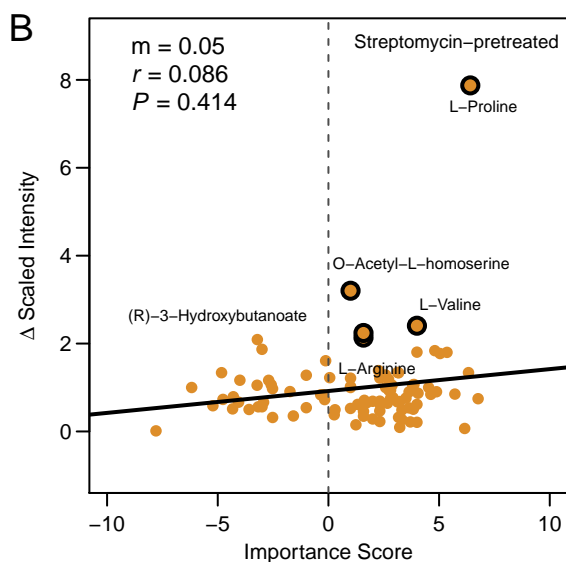 B
m = 0.05
r = 0.086
P = 0.414
Streptomycin−pretreated
L−Proline
O−Acetyl−L−homoserine
L−Valine
(R)−3−Hydroxybutanoate
L−Arginine
Δ Scaled Intensity
8
6
4
2
0
−10 −5 0 5 10
Importance Score